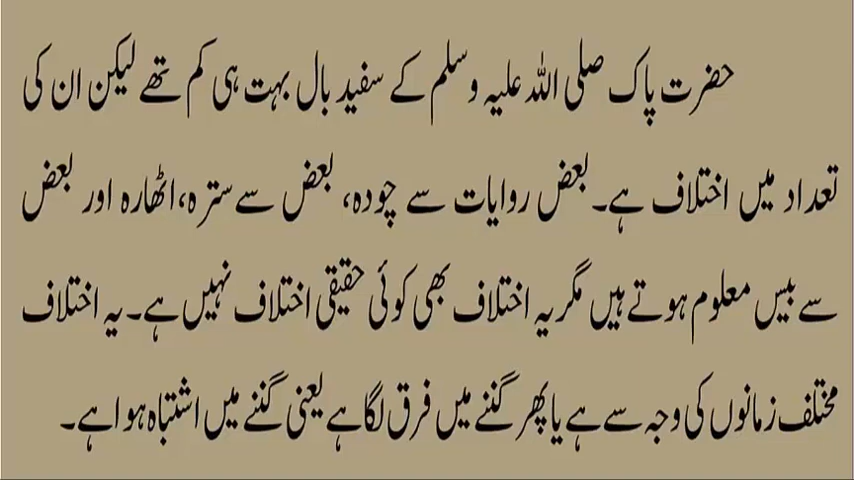 حضرت پاک صلی اللہ علیہ وسلم کے سفید بال بہت ہی کم تھے لیکن ان کی
تعداد میں اختلاف ہے۔ بعض روایات سے چودہ، بعض سے سترہ، اٹھارہ اور بعض
سے بیس معلوم ہوتے ہیں مگر یہ اختلاف بھی کوئی حقیقی اختلاف نہیں ہے۔ یہ اختلاف
مختلف زمانوں کی وجہ سے ہے یا پھر گننے میں فرق لگا ہے یعنی گننے میں اشتباہ ہوا ہے۔